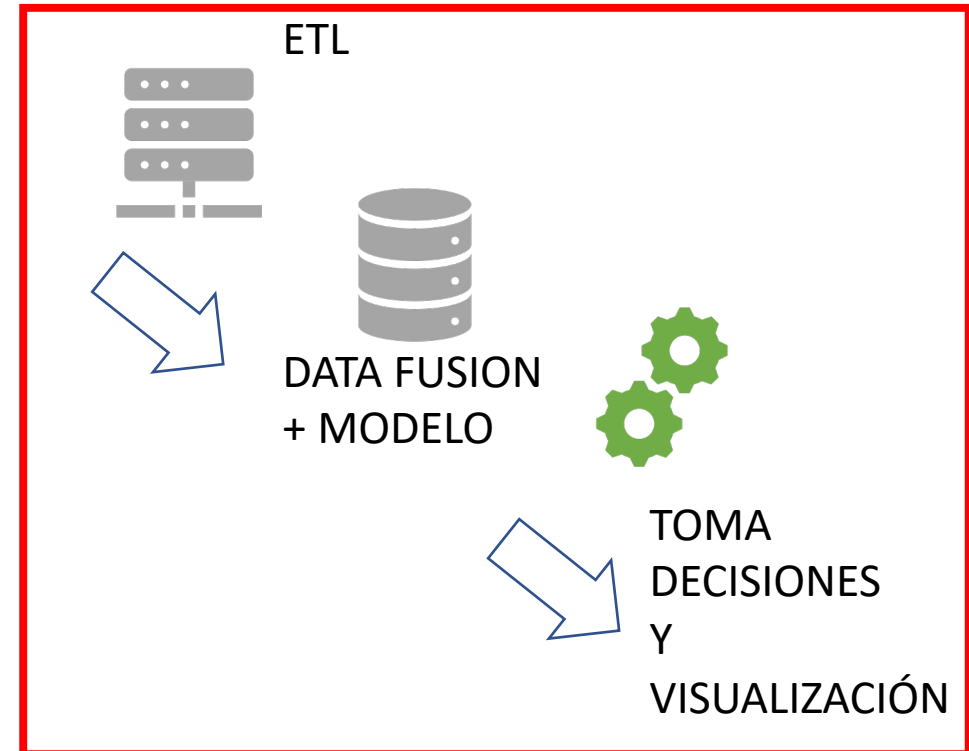 ETL
DATA FUSION
+ MODELO
TOMA
DECISIONES
Y
VISUALIZACIÓN